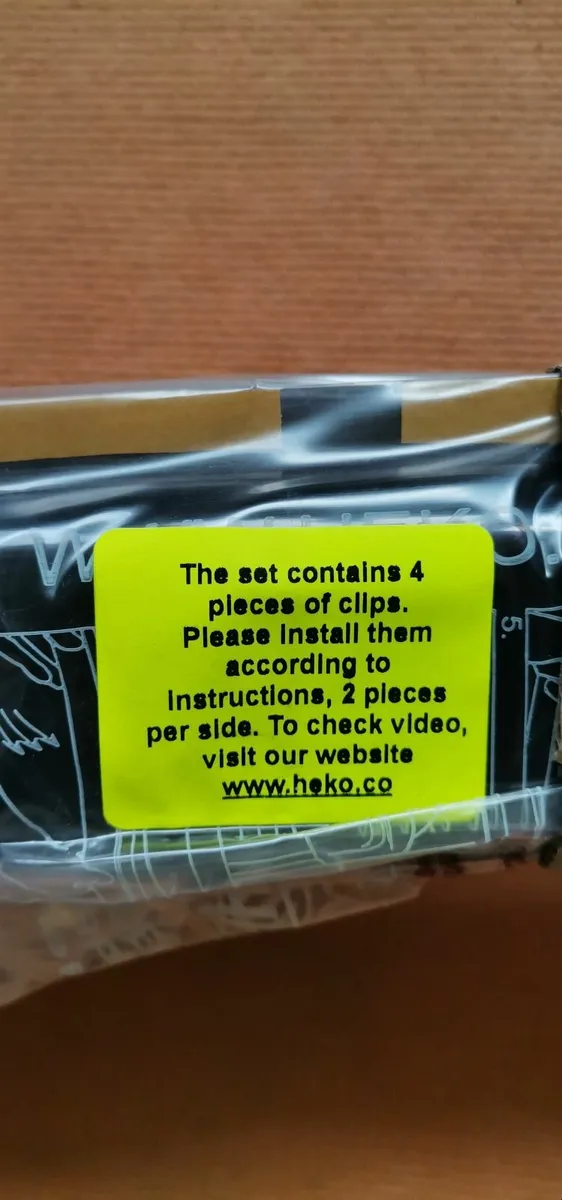 The set contains 4
pieces of clips.
Please install them
according to
instructions, 2 pieces
per side. To check video,
visit our website
www.heko.co
5.